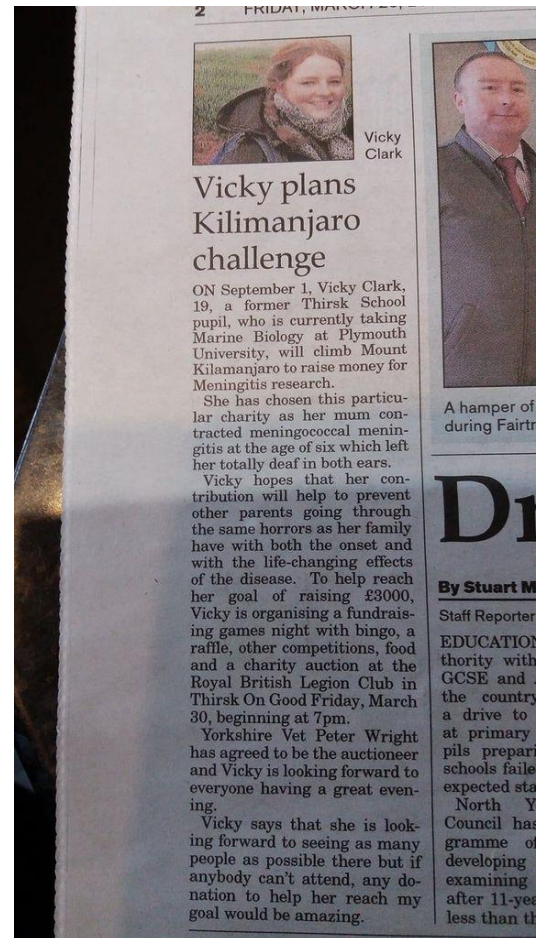 2
FRIDAY, MARCH
Vicky
Clark
Vicky plans
Kilimanjaro
challenge
ON September 1, Vicky Clark,
19, a former Thirsk School
pupil, who is currently taking
Marine Biology at Plymouth
University, will climb Mount
Kilamanjaro to raise money for
Meningitis research.
She has chosen this particu-
lar charity as her mum con-
tracted meningococcal menin-
gitis at the age of six which left
her totally deaf in both ears.
Vicky hopes that her con-
tribution will help to prevent
other parents going through
the same horrors as her family
have with both the onset and
with the life-changing effects
of the disease. To help reach
her goal of raising £3000,
Vicky is organising a fundrais-
ing games night with bingo, a
raffle, other competitions, food
and a charity auction at the
Royal British Legion Club in
Thirsk On Good Friday, March
30, beginning at 7pm.
Yorkshire Vet Peter Wright
has agreed to be the auctioneer
and Vicky is looking forward to
everyone having a great even-
ing.
Vicky says that she is look-
ing forward to seeing as many
people as possible there but if
anybody can't attend, any do-
nation to help her reach my
goal would be amazing.
A hamper of
during Fairtr
Dr
By Stuart M
Staff Reporter
EDUCATION
thority with
GCSE and
the country
a drive to
at primary
pils prepari
schools faile
expected sta
North Y
Council has
gramme of
developing
examining
after 11-yea
less than th